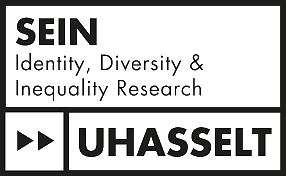 SEIN
Identity, Diversity &
Inequality Research
UHASSELT